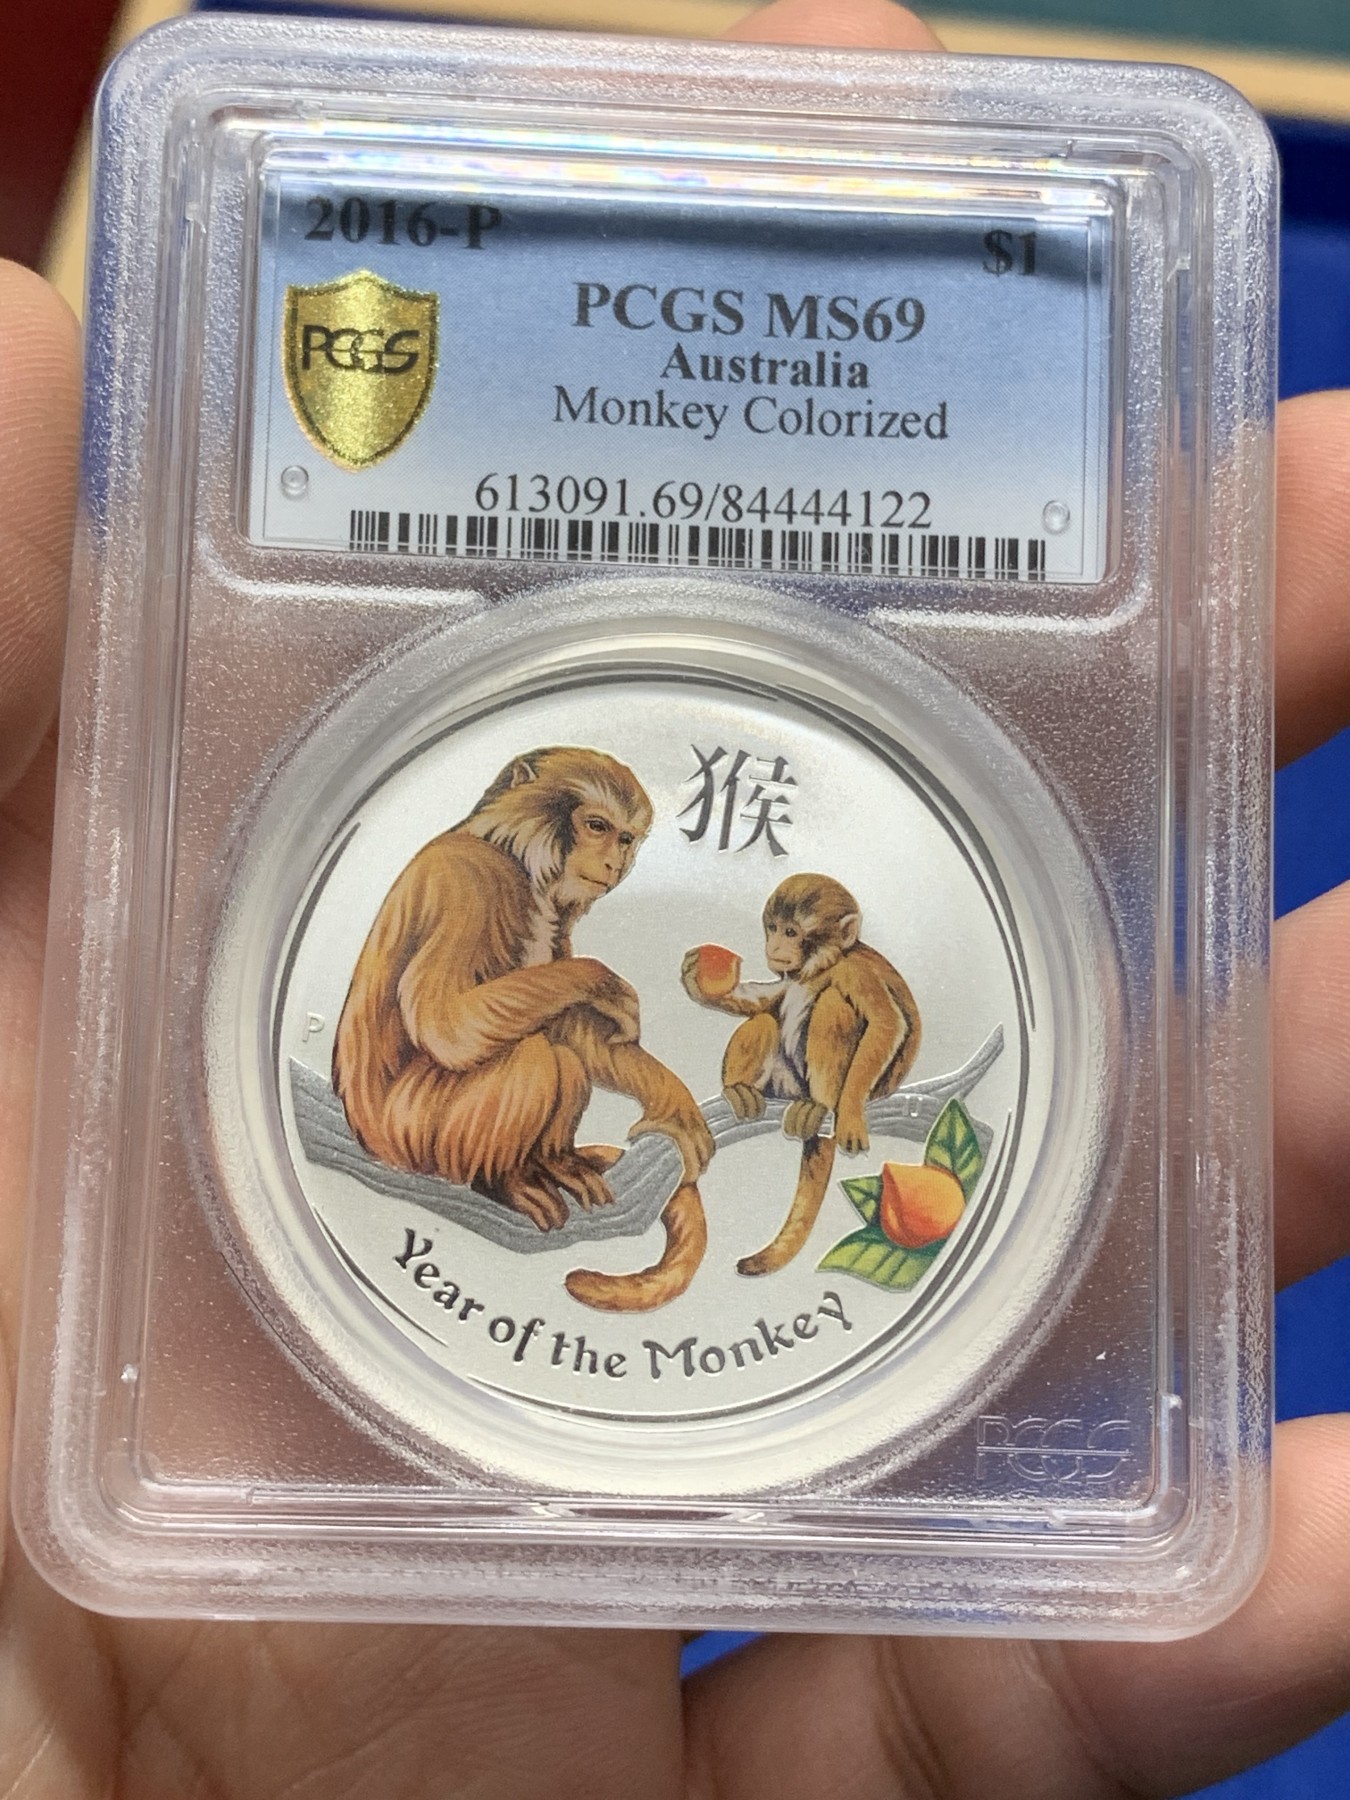 2016-P $1
PCGS MS69
PCGS
Australia
Monkey Colorized
613091.69/84444122
猴
P
Year of the Monkey
PCGS